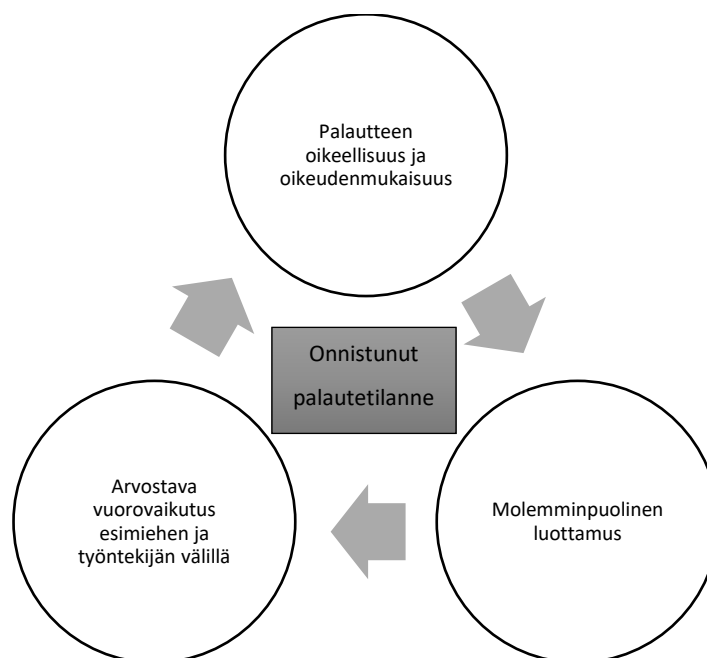 Palautteen
oikeellisuus ja
oikeudenmukaisuus
Onnistunut
palautetilanne
Arvostava
vuorovaikutus
esimiehen ja
työntekijän välillä
Molemminpuolinen
luottamus